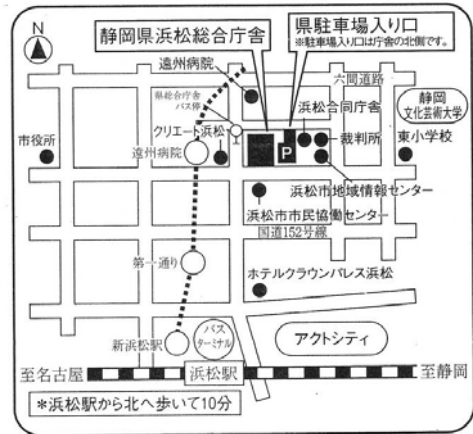 N
静岡県浜松総合庁舎
県駐車場入り口
※駐車場入り口は庁舎の北側です。
遠州病院
六間道路
県総合庁舎
バス停
浜松合同庁舎
静岡
文化芸術大学
市役所
クリエート浜松
遠州病院
P
裁判所
東小学校
浜松市地域情報センター
浜松市市民協働センター
国道152号線
第一通り
ホテルクラウンパレス浜松
新浜松駅
バス
ターミナル
アクトシティ
至名古屋
浜松駅
至静岡
*浜松駅から北へ歩いて10分